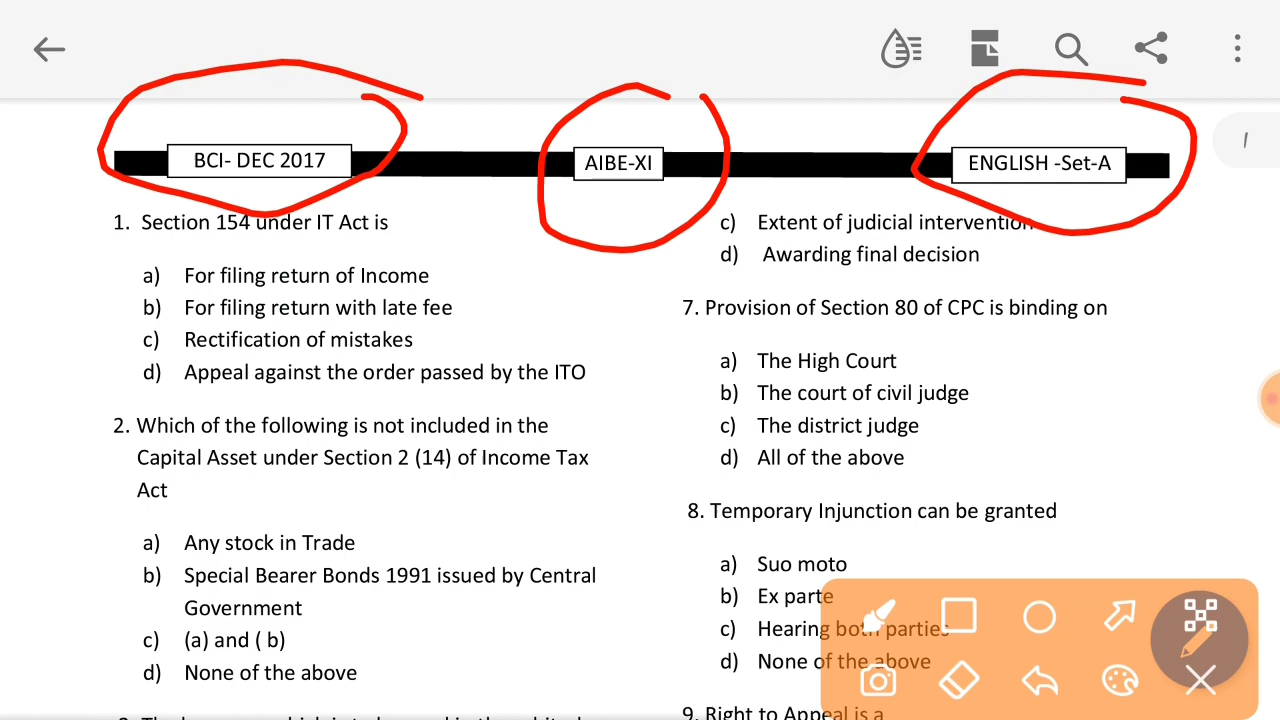 BCI- DEC 2017
AIBE-XI
ENGLISH -Set-A
1. Section 154 under IT Act is
a) For filing return of Income
b) For filing return with late fee
c) Rectification of mistakes
d) Appeal against the order passed by the ITO
2. Which of the following is not included in the
Capital Asset under Section 2 (14) of Income Tax
Act
a) Any stock in Trade
b) Special Bearer Bonds 1991 issued by Central
Government
c) (a) and ( b)
d) None of the above
c) Extent of judicial intervention
d) Awarding final decision
7. Provision of Section 80 of CPC is binding on
a) The High Court
b) The court of civil judge
c) The district judge
d) All of the above
8. Temporary Injunction can be granted
a) Suo moto
b) Ex parte
c) Hearing both parties
d) None of the above
9. Right to Appeal is a